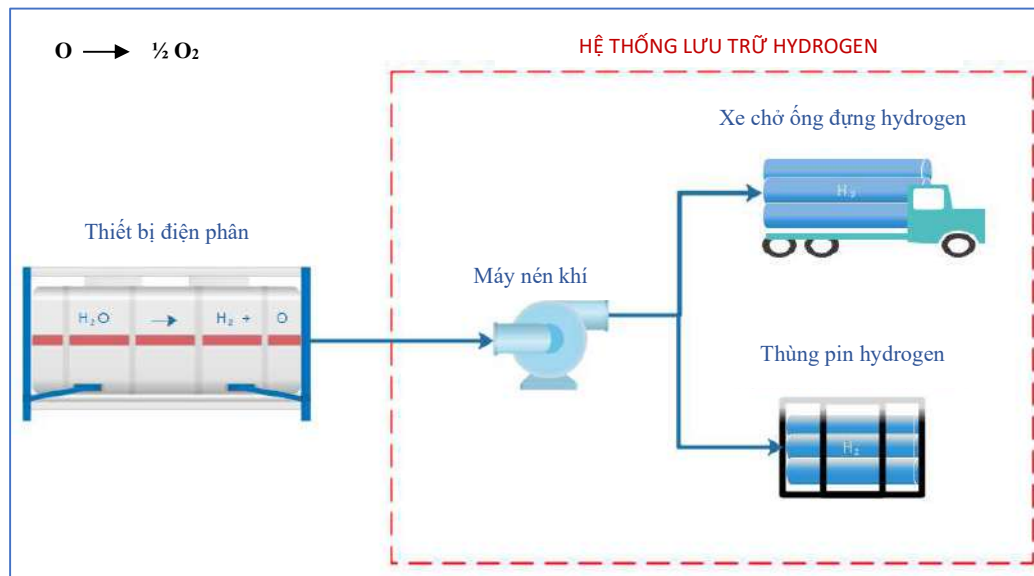 O ⟶ ½ O₂
HỆ THỐNG LƯU TRỮ HYDROGEN
Xe chở ống đựng hydrogen
H₂
Thiết bị điện phân
H₂O → H₂ + O
Máy nén khí
Thùng pin hydrogen
H₂